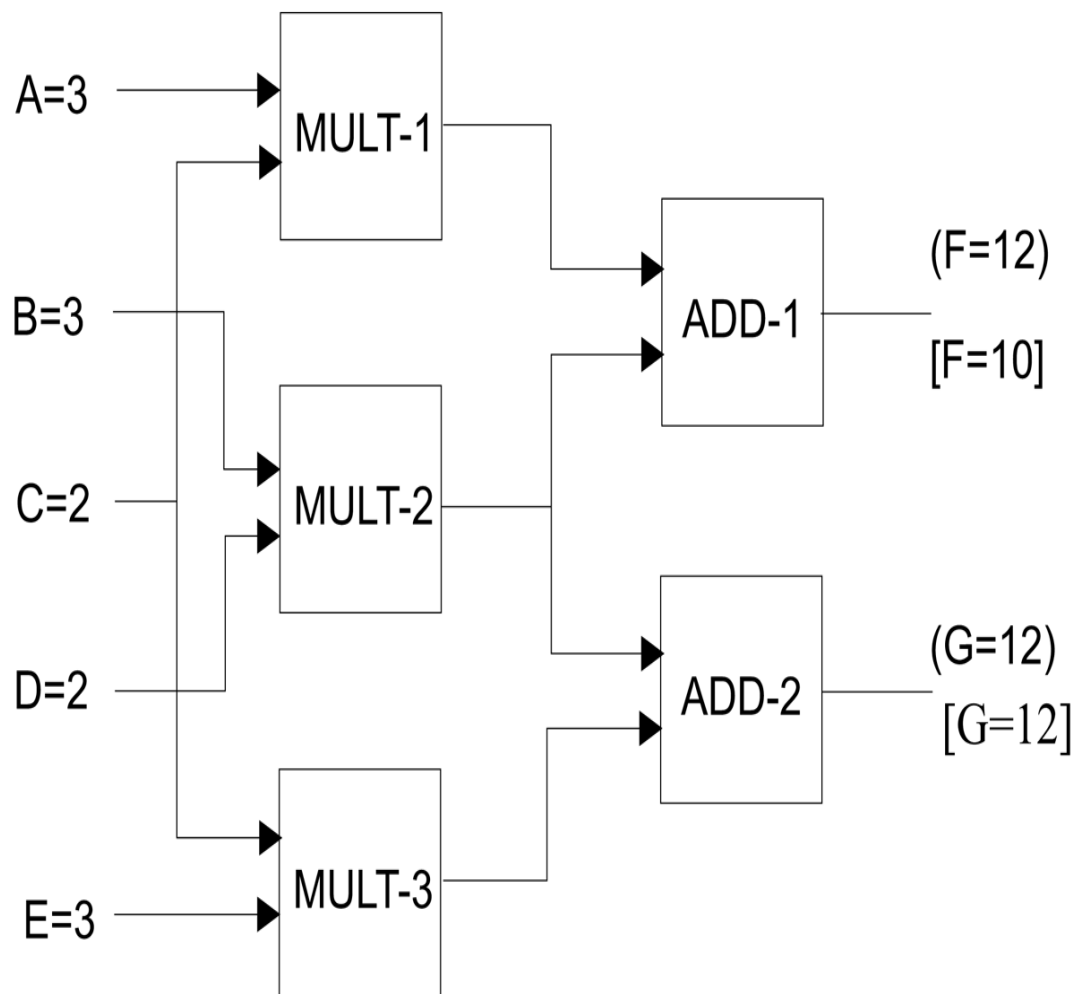 A=3
MULT-1
B=3
ADD-1
(F=12)
[F=10]
C=2
MULT-2
D=2
ADD-2
(G=12)
[G=12]
MULT-3
E=3